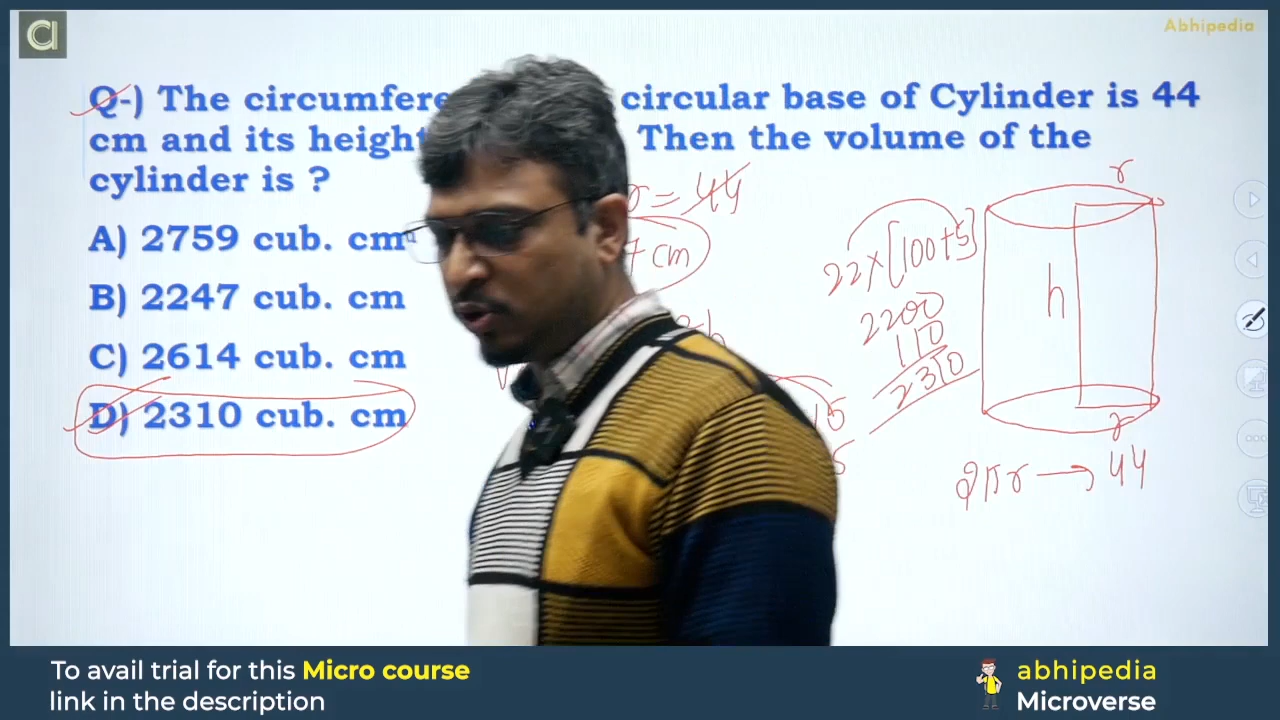 Abhipedia
Q-) The circumfere circular base of Cylinder is 44
cm and its height Then the volume of the
cylinder is ?
A) 2759 cub. cm
B) 2247 cub. cm
C) 2614 cub. cm
D) 2310 cub. cm
r = 44
7 cm
22×[100+5]
2200
110
2310
15
5
r
h
r
2πr → 44
To avail trial for this Micro course
link in the description
abhipedia
Microverse